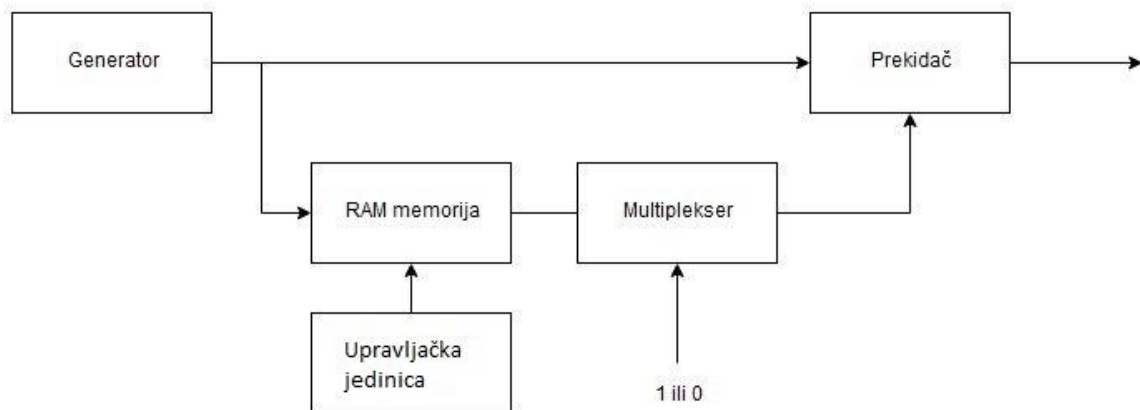 Generator
Prekidač
RAM memorija
Multiplekser
Upravljačka
jedinica
1 ili 0